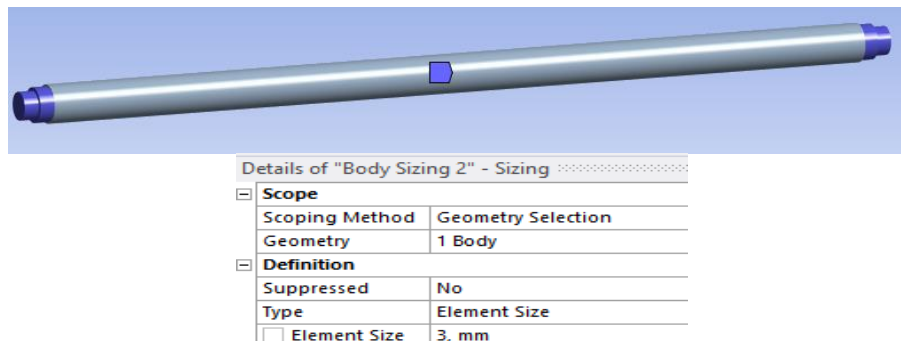 Details of "Body Sizing 2" - Sizing
Scope
Scoping Method Geometry Selection
Geometry 1 Body
Definition
Suppressed No
Type Element Size
Element Size 3, mm